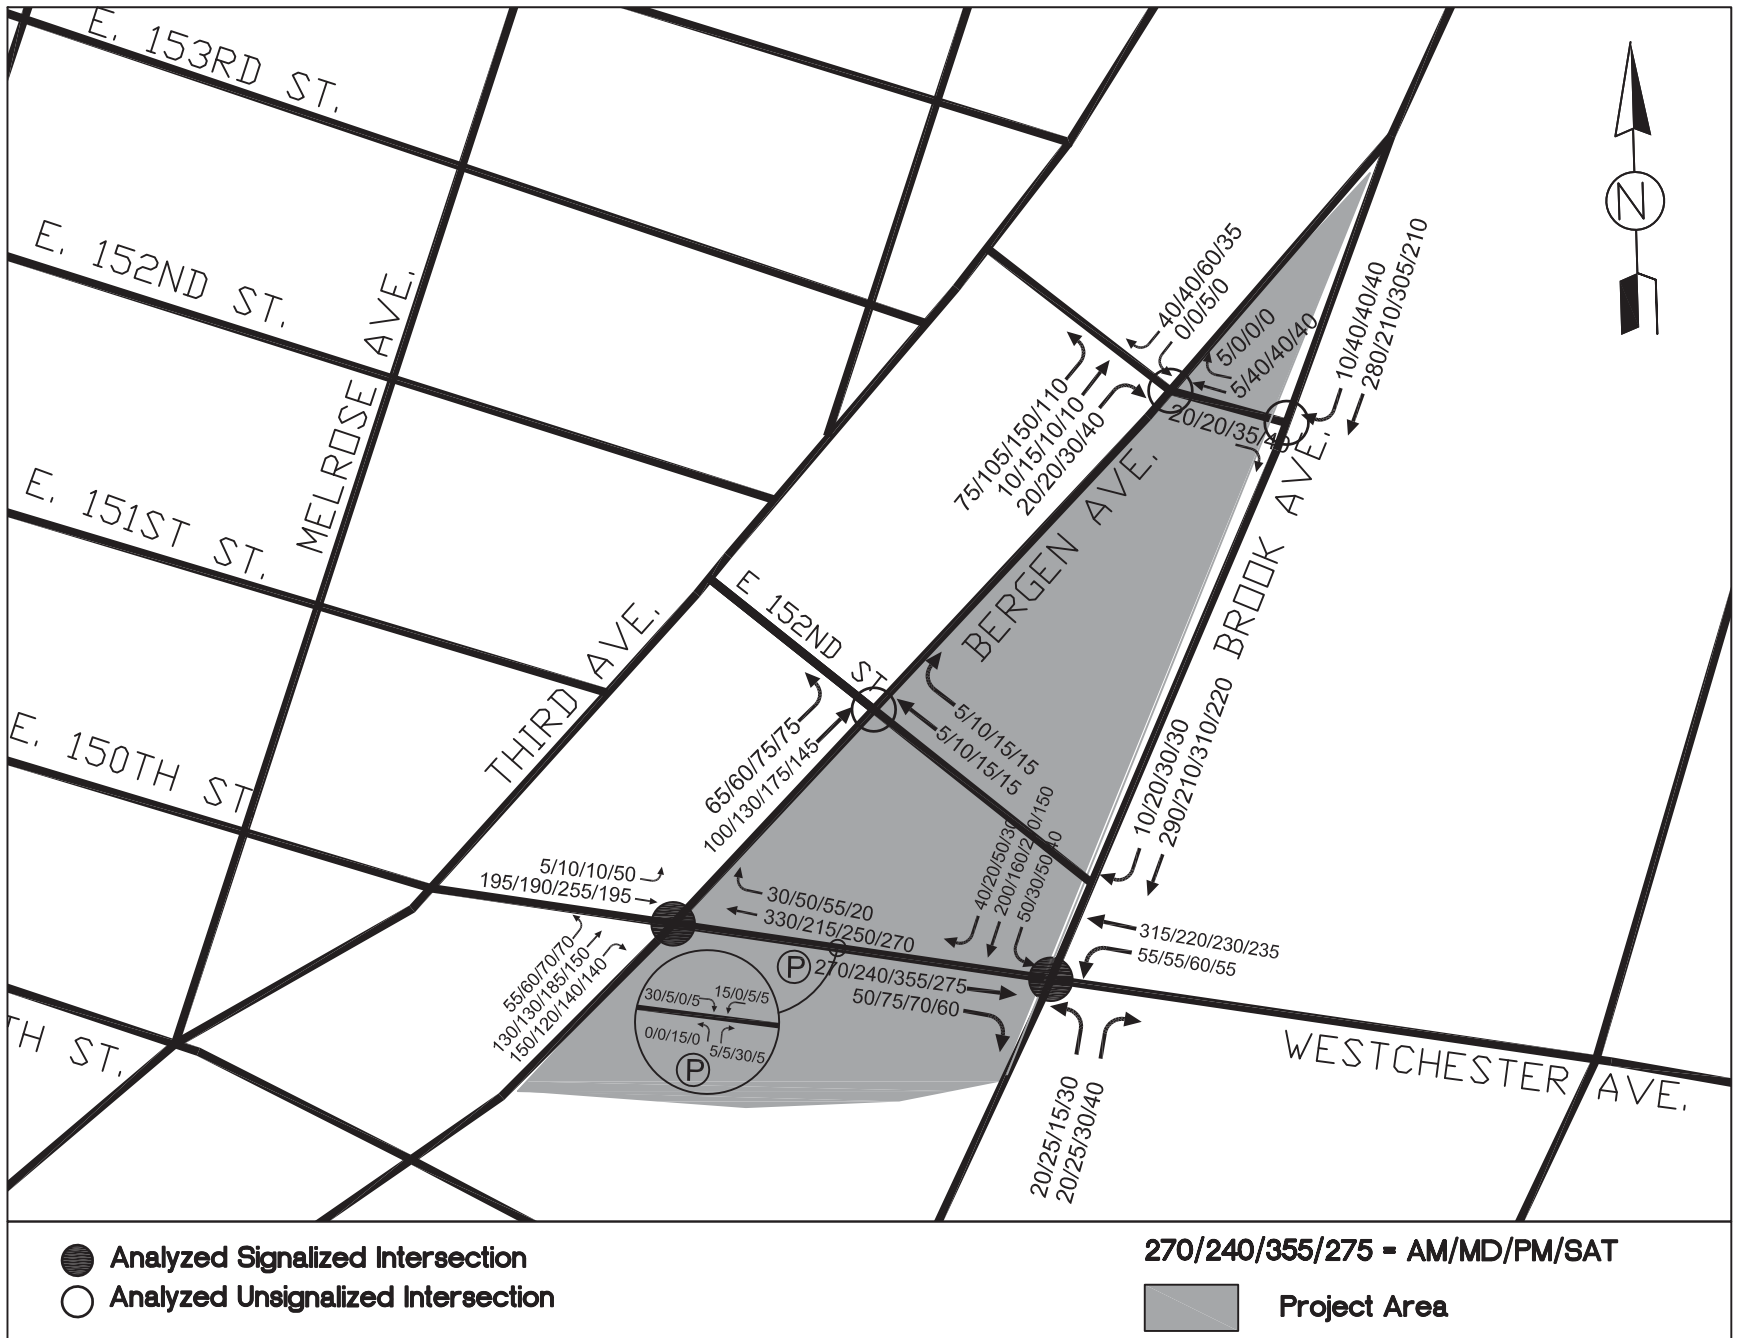 E. 153RD ST.
E. 152ND ST.
MELROSE AVE.
E. 151ST ST.
E. 150TH ST
TH ST.
THIRD AVE.
E 152ND ST
BERGEN AVE.
BROOK AVE.
WESTCHESTER AVE.
N
40/40/60/35
0/0/5/0
5/0/0/0
5/40/40/40
10/40/40/40
280/210/305/210
75/105/150/110
10/15/10/10
20/20/30/40
20/20/35/40
65/60/75/75
100/130/175/145
5/10/15/15
5/10/15/15
10/20/30/30
290/210/310/220
40/20/50/30
50/30/50/40
5/10/10/50
195/190/255/195
30/50/55/20
330/215/250/270
315/220/230/235
55/55/60/55
270/240/355/275
50/75/70/60
55/60/70/70
130/130/185/150
150/120/140/140
P
30/5/0/5
15/0/5/5
0/0/15/0
5/5/30/5
P
20/25/15/30
20/25/30/40
Analyzed Signalized Intersection
Analyzed Unsignalized Intersection
270/240/355/275 = AM/MD/PM/SAT
Project Area